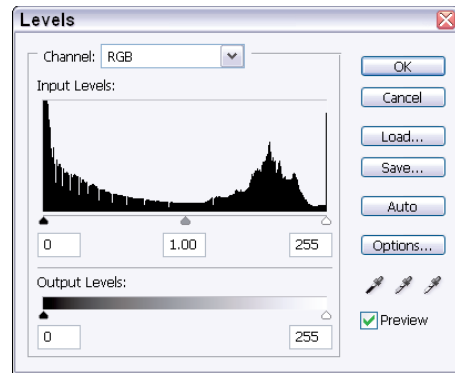 Levels
Channel: RGB
Input Levels:
0 1.00 255
Output Levels:
0 255
OK
Cancel
Load...
Save...
Auto
Options...
Preview